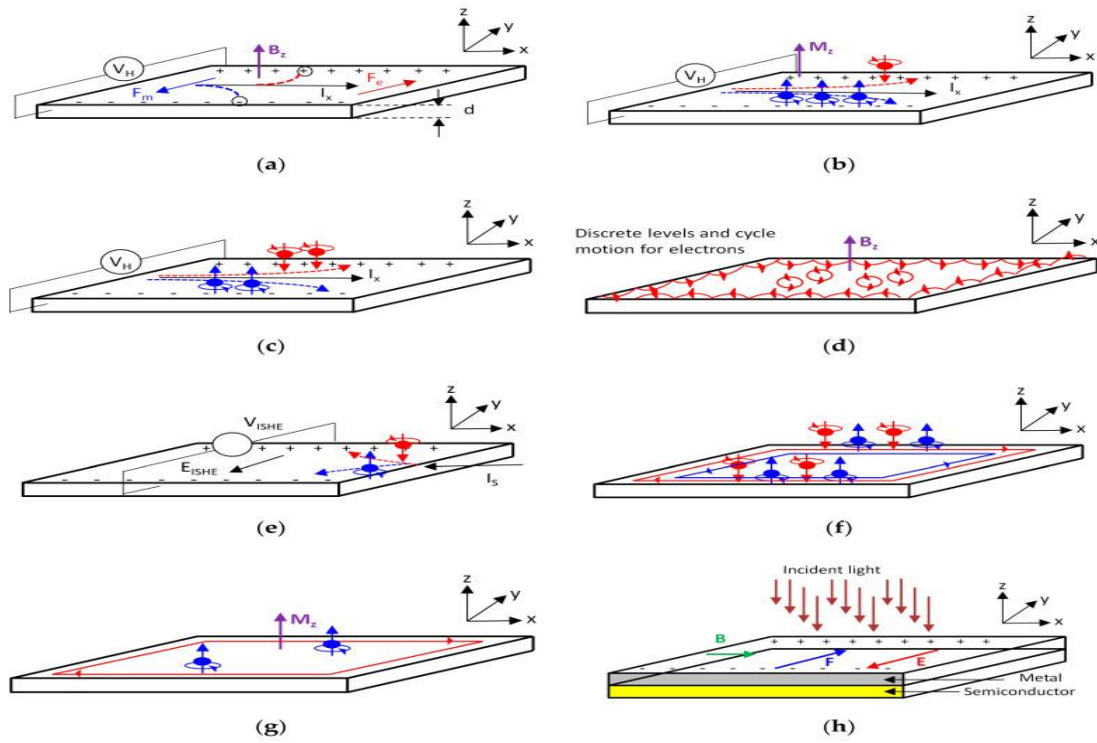 z
y
x
V_H
B_z
+ + + + + + + + +
F_m
F_e
I_x
d
(a)
z
y
x
M_z
V_H
I_x
(b)
z
y
x
V_H
I_x
(c)
z
y
x
Discrete levels and cycle
motion for electrons
B_z
(d)
z
y
x
V_ISHE
E_ISHE
I_S
(e)
z
y
x
(f)
z
y
x
M_z
(g)
Incident light
z
y
x
B
F
E
Metal
Semiconductor
(h)